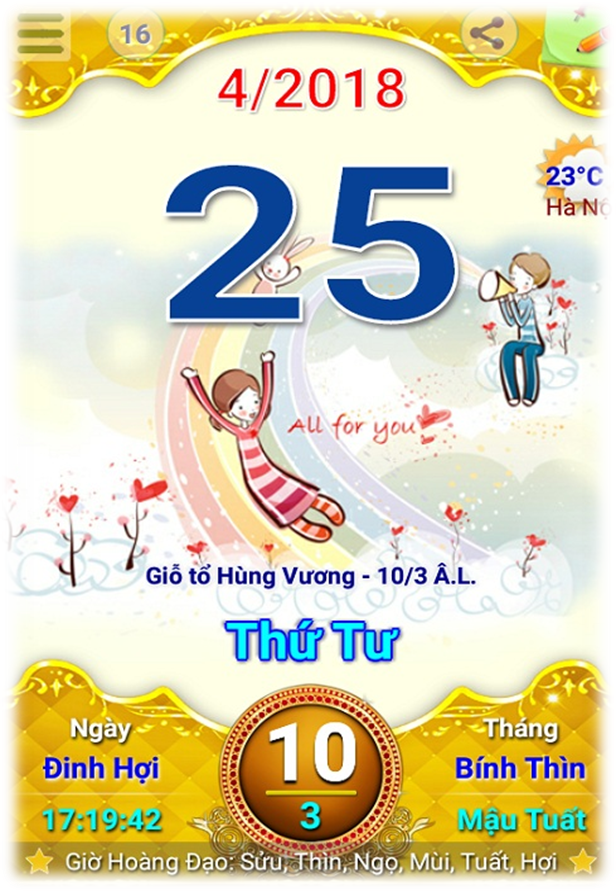 16
4/2018
25
23°C
All for you
Giỗ tổ Hùng Vương - 10/3 Â.L.
Thứ Tư
Ngày
Đinh Hợi
17:19:42
10
3
Tháng
Bính Thìn
Mậu Tuất
Giờ Hoàng Đạo: Sửu, Thìn, Ngọ, Mùi, Tuất, Hợi